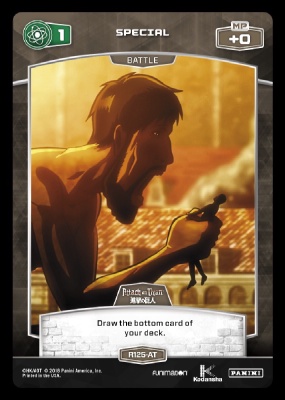 1
SPECIAL
MP
+0
BATTLE
Attack on Titan
進撃の巨人
Draw the bottom card of
your deck.
R125-AT
©HK/AOT © 2018 Panini America, Inc.
Printed in the USA.
FUNIMATION
K
Kodansha
PANINI